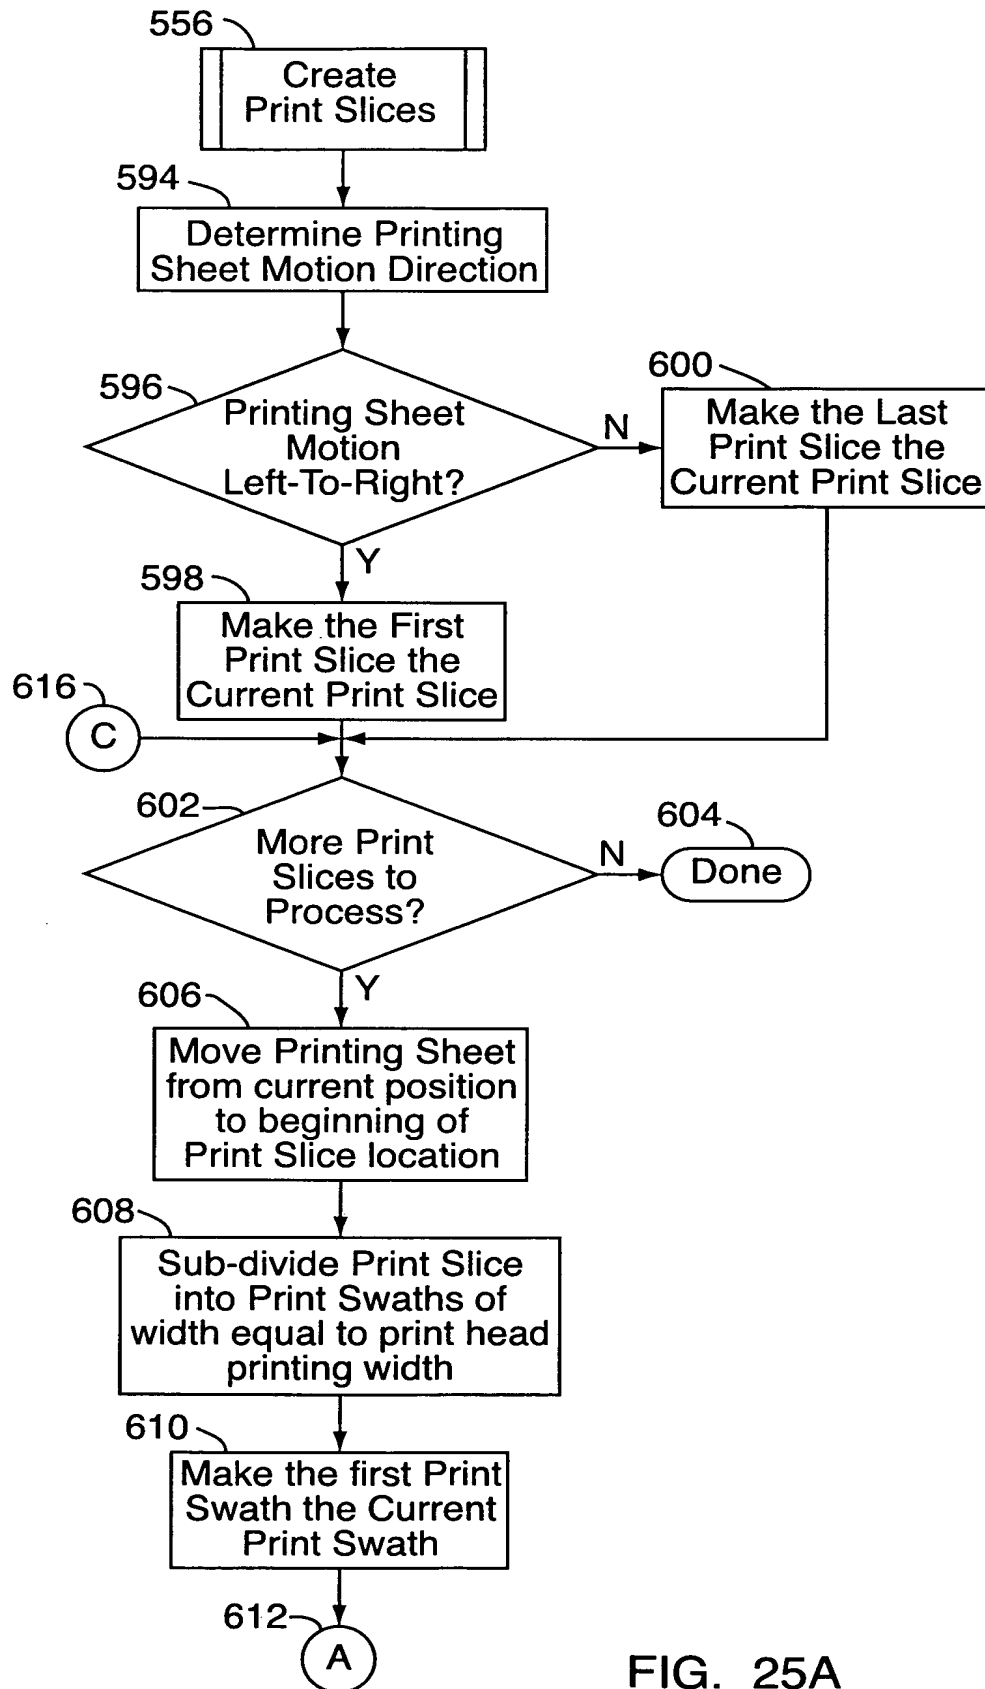 556
Create
Print Slices
594
Determine Printing
Sheet Motion Direction
596
Printing Sheet
Motion
Left-To-Right?
N
600
Make the Last
Print Slice the
Current Print Slice
Y
598
Make the First
Print Slice the
Current Print Slice
616
C
602
More Print
Slices to
Process?
N
604
Done
Y
606
Move Printing Sheet
from current position
to beginning of
Print Slice location
608
Sub-divide Print Slice
into Print Swaths of
width equal to print head
printing width
610
Make the first Print
Swath the Current
Print Swath
612
A
FIG. 25A